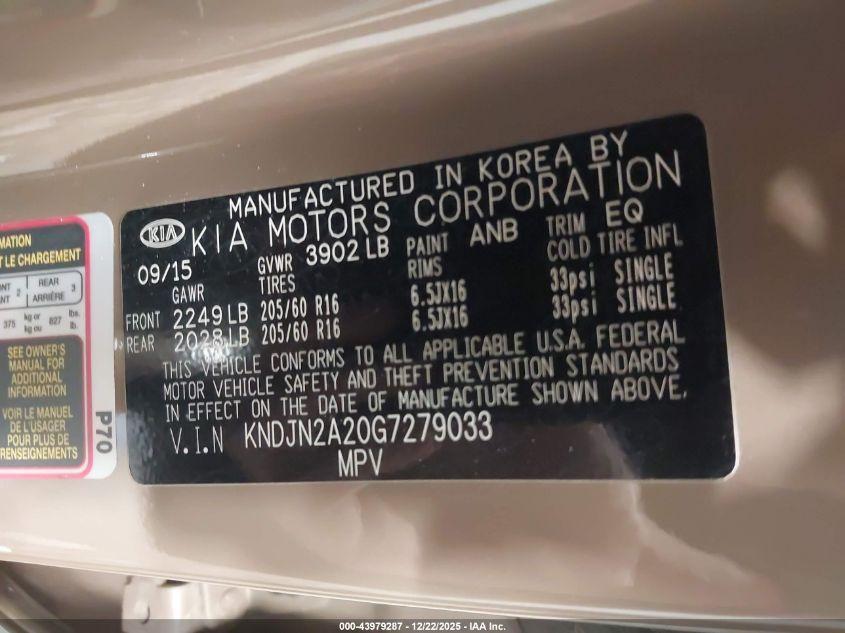 MANUFACTURED IN KOREA BY
KIA KIA MOTORS CORPORATION
09/15 GVWR 3902 LB PAINT ANB TRIM EQ
GAWR TIRES RIMS COLD TIRE INFL
FRONT 2249 LB 205/60 R16 6.5JX16 33psi SINGLE
REAR 2028 LB 205/60 R16 6.5JX16 33psi SINGLE
THIS VEHICLE CONFORMS TO ALL APPLICABLE U.S.A. FEDERAL
MOTOR VEHICLE SAFETY AND THEFT PREVENTION STANDARDS
IN EFFECT ON THE DATE OF MANUFACTURE SHOWN ABOVE.
V.I.N KNDJN2A20G7279033
MPV
LE CHARGEMENT
2 REAR 3
ARRIÈRE
375 kg or 827 lbs.
kg ou lb.
SEE OWNER'S
MANUAL FOR
ADDITIONAL
INFORMATION
VOIR LE MANUEL
DE L'USAGER
POUR PLUS DE
RENSEIGNEMENTS
P70
000-43979287 - 12/22/2025 - IAA Inc.